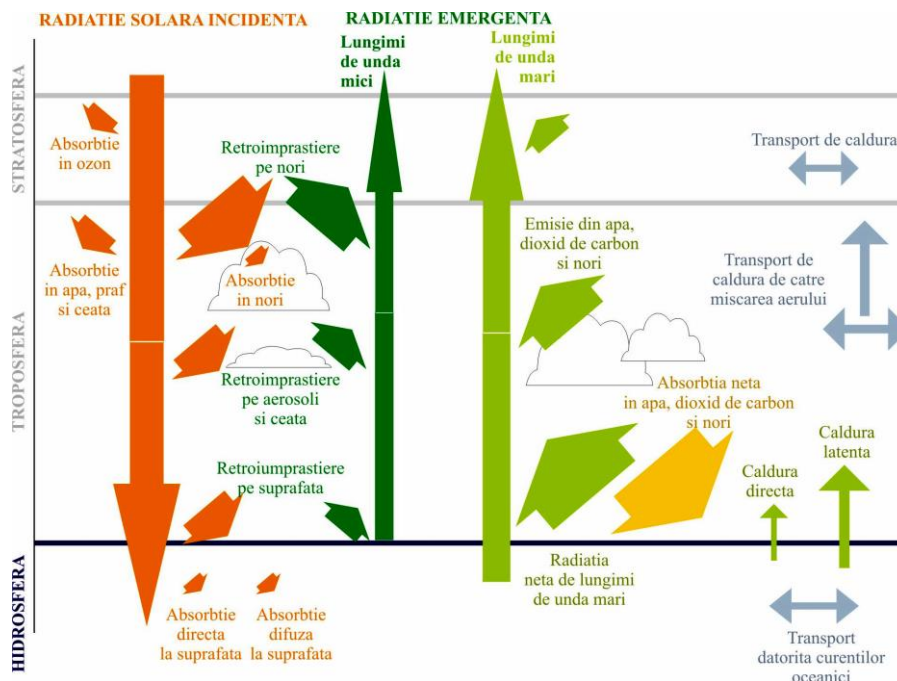 RADIATIE SOLARA INCIDENTA
RADIATIE EMERGENTA
Lungimi
de unda
mici
Lungimi
de unda
mari
STRATOSFERA
TROPOSFERA
HIDROSFERA
Absorbtie
in ozon
Retroimprastiere
pe nori
Transport de caldura
Absorbtie
in apa, praf
si ceata
Absorbtie
in nori
Emisie din apa,
dioxid de carbon
si nori
Transport de
caldura de catre
miscarea aerului
Retroimprastiere
pe aerosoli
si ceata
Absorbtia neta
in apa, dioxid de carbon
si nori
Retroiumprastiere
pe suprafata
Caldura
directa
Caldura
latenta
Absorbtie
directa
la suprafata
Absorbtie
difuza
la suprafata
Radiatia
neta de lungimi
de unda mari
Transport
datorita curentilor
oceanici